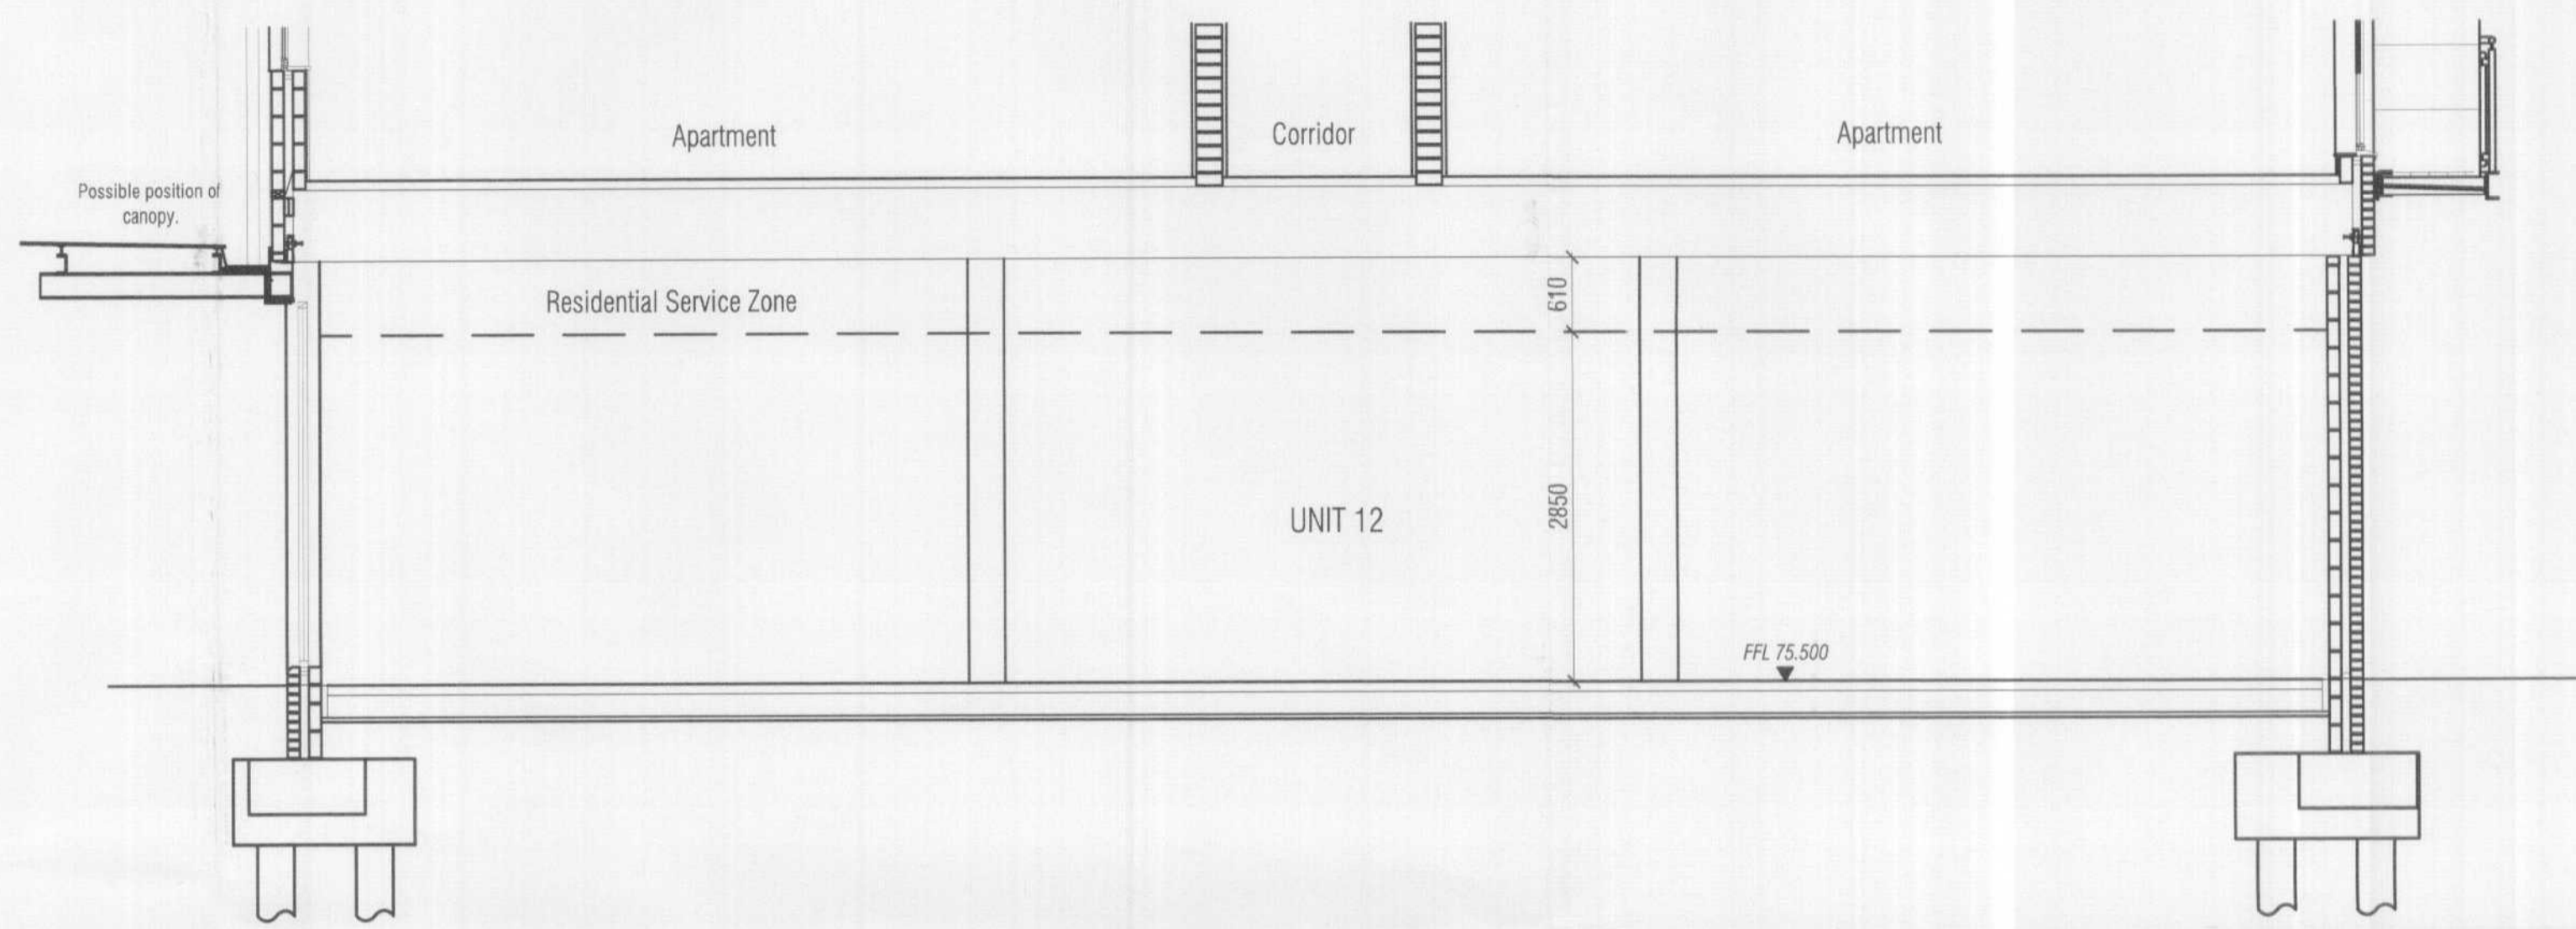 Apartment
Corridor
Apartment
Possible position of
canopy.
Residential Service Zone
610
2850
UNIT 12
FFL 75.500